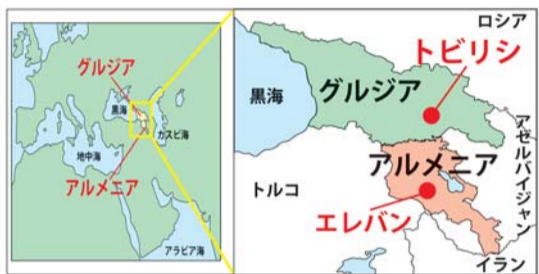 グルジア
黒海
カスピ海
地中海
アルメニア
アラビア海
ロシア
トビリシ
グルジア
黒海
アルメニア
トルコ
エレバン
アゼルバイジャン
イラン